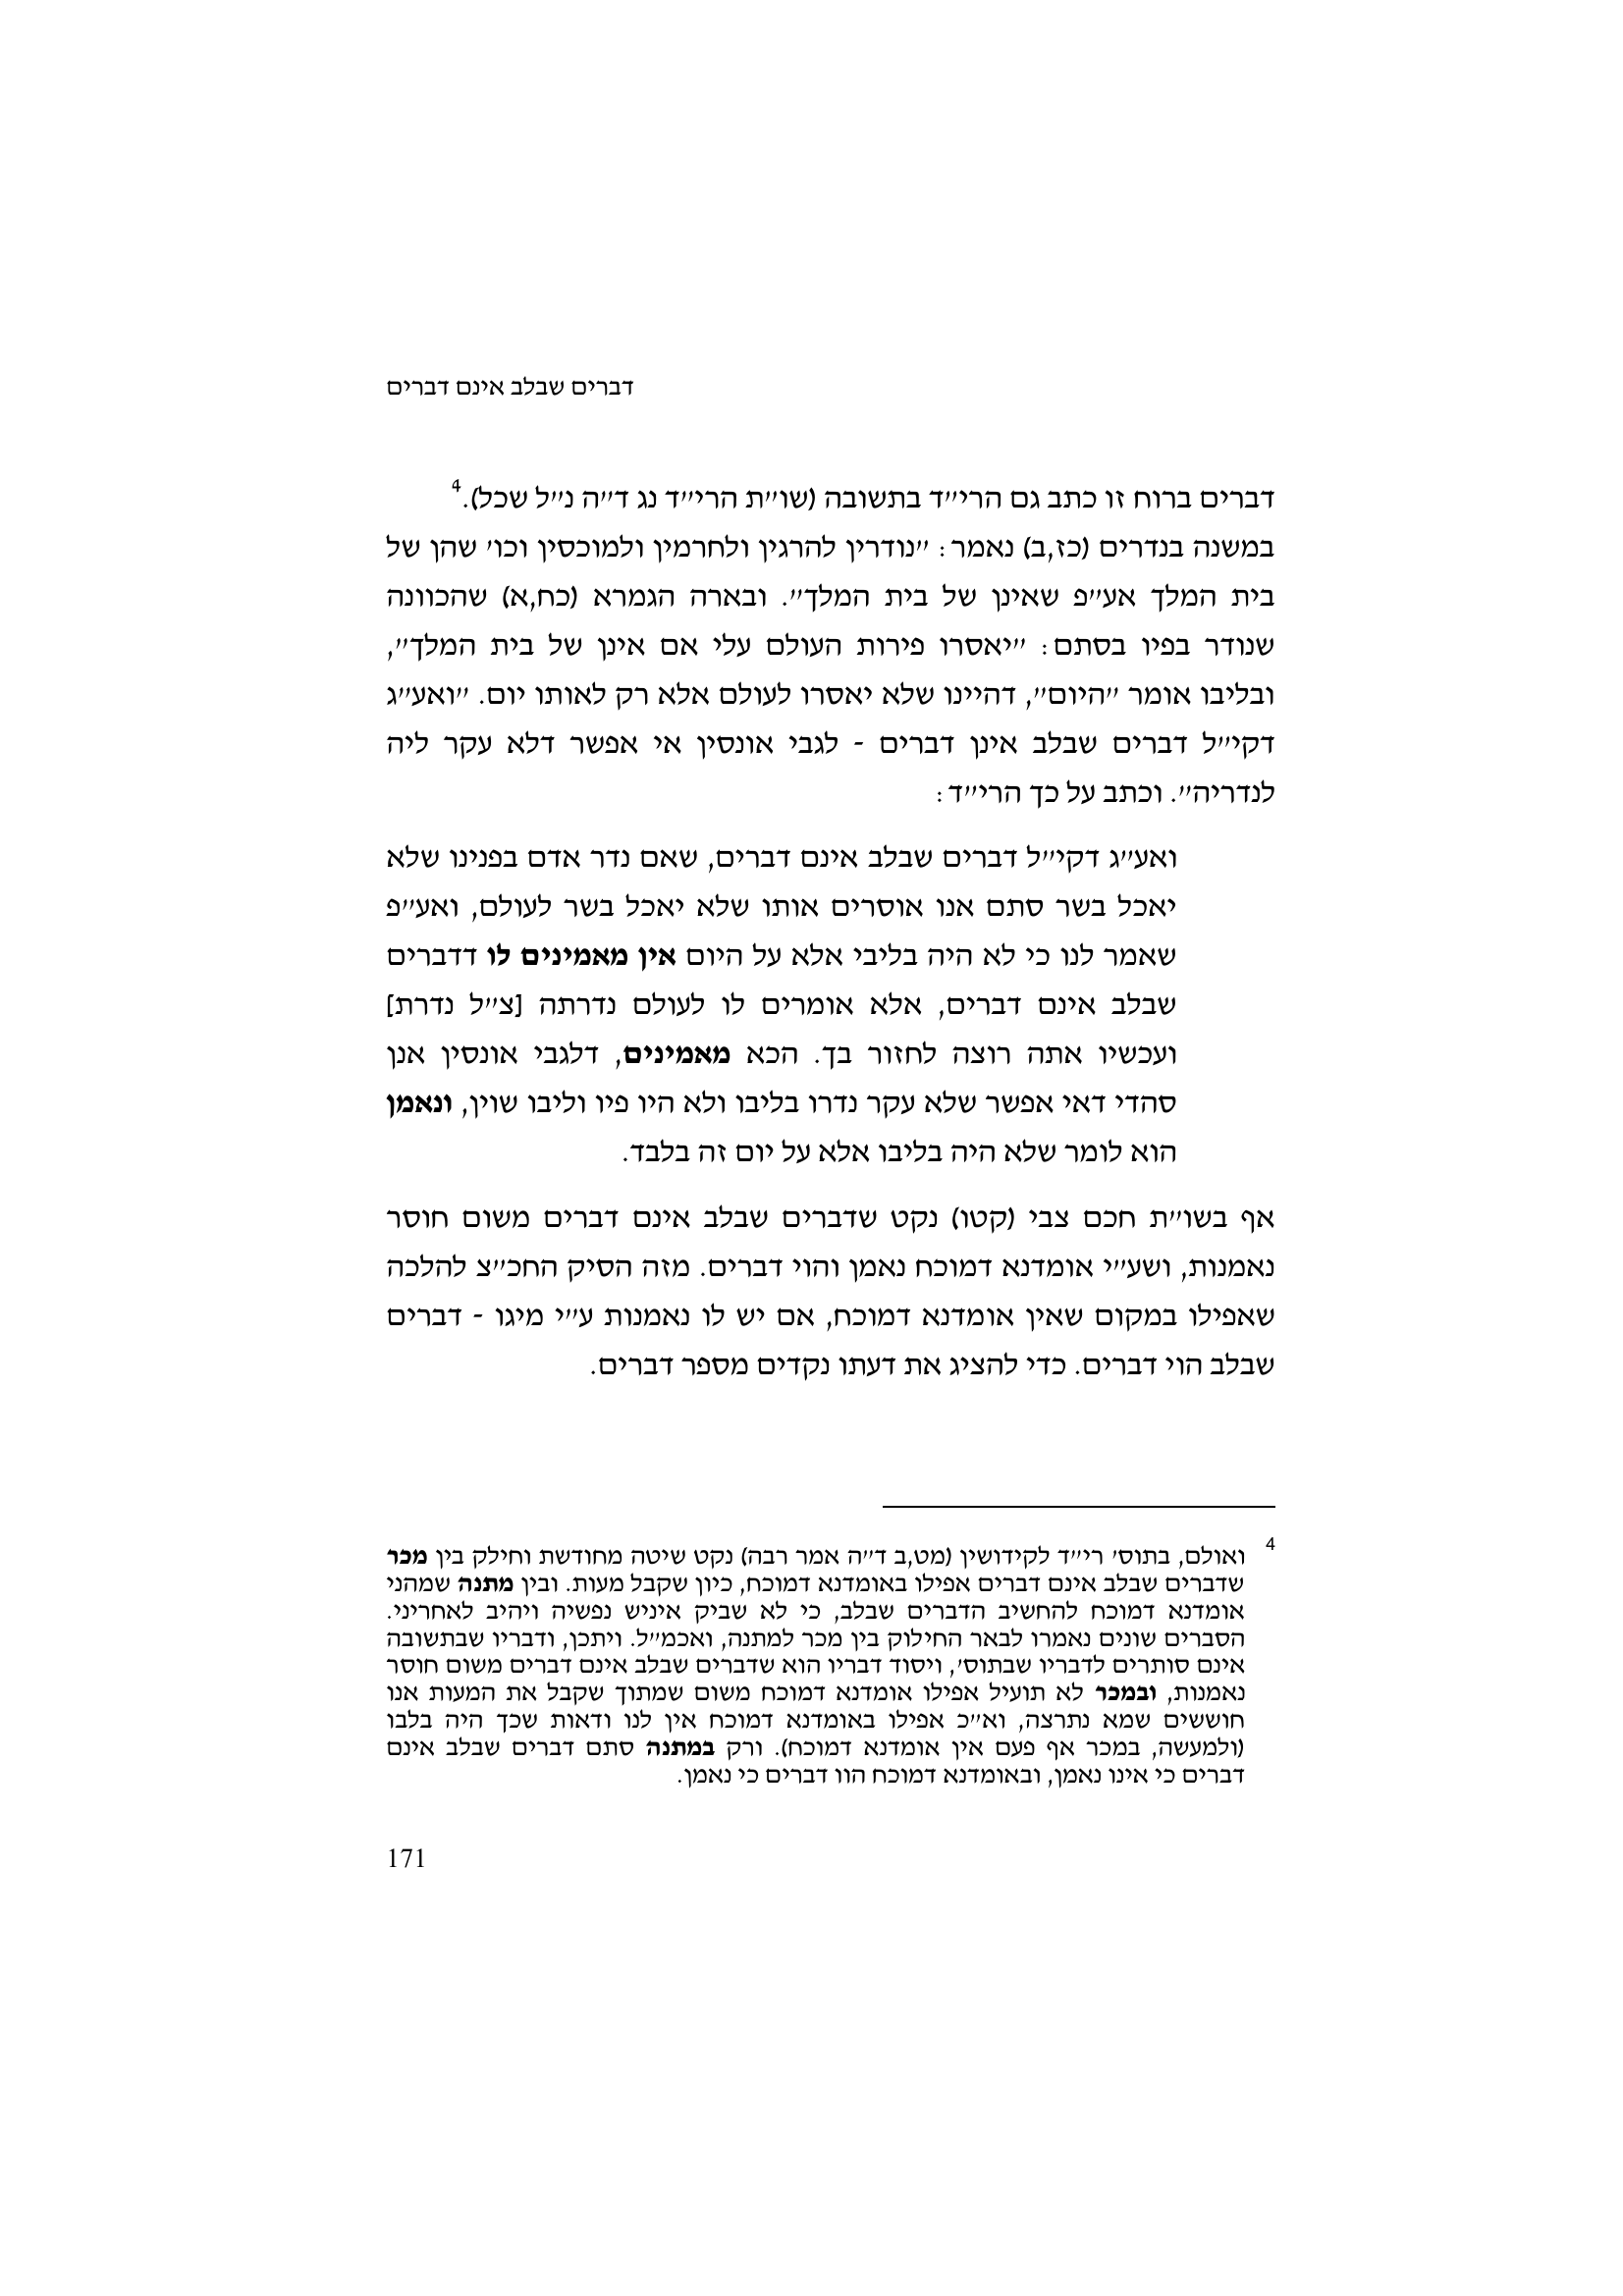 דברים שבלב אינם דברים
דברים ברוח זו כתב גם הרי״ד בתשובה (שו״ת הרי״ד נג ד״ה נ״ל שכל).4
במשנה בנדרים (כז,ב) נאמר: ״נודרין להרגין ולחרמין ולמוכסין וכו׳ שהן של
בית המלך אע״פ שאינן של בית המלך״. ובארה הגמרא (כח,א) שהכוונה
שנודר בפיו בסתם: ״יאסרו פירות העולם עלי אם אינן של בית המלך״,
ובליבו אומר ״היום״, דהיינו שלא יאסרו לעולם אלא רק לאותו יום. ״ואע״ג
דקי״ל דברים שבלב אינן דברים - לגבי אונסין אי אפשר דלא עקר ליה
לנדריה״. וכתב על כך הרי״ד:
ואע״ג דקי״ל דברים שבלב אינם דברים, שאם נדר אדם בפנינו שלא
יאכל בשר סתם אנו אוסרים אותו שלא יאכל בשר לעולם, ואע״פ
שאמר לנו כי לא היה בליבי אלא על היום אין מאמינים לו דדברים
שבלב אינם דברים, אלא אומרים לו לעולם נדרתה [צ״ל נדרת]
ועכשיו אתה רוצה לחזור בך. הכא מאמינים, דלגבי אונסין אנן
סהדי דאי אפשר שלא עקר נדרו בליבו ולא היו פיו וליבו שוין, ונאמן
הוא לומר שלא היה בליבו אלא על יום זה בלבד.
אף בשו״ת חכם צבי (קטו) נקט שדברים שבלב אינם דברים משום חוסר
נאמנות, ושע״י אומדנא דמוכח נאמן והוי דברים. מזה הסיק החכ״צ להלכה
שאפילו במקום שאין אומדנא דמוכח, אם יש לו נאמנות ע״י מיגו - דברים
שבלב הוי דברים. כדי להציג את דעתו נקדים מספר דברים.
4 ואולם, בתוס׳ רי״ד לקידושין (מט,ב ד״ה אמר רבה) נקט שיטה מחודשת וחילק בין מכר
שדברים שבלב אינם דברים אפילו באומדנא דמוכח, כיון שקבל מעות. ובין מתנה שמהני
אומדנא דמוכח להחשיב הדברים שבלב, כי לא שביק איניש נפשיה ויהיב לאחריני.
הסברים שונים נאמרו לבאר החילוק בין מכר למתנה, ואכמ״ל. ויתכן, ודבריו שבתשובה
אינם סותרים לדבריו שבתוס׳, ויסוד דבריו הוא שדברים שבלב אינם דברים משום חוסר
נאמנות, ובמכר לא תועיל אפילו אומדנא דמוכח משום שמתוך שקבל את המעות אנו
חוששים שמא נתרצה, וא״כ אפילו באומדנא דמוכח אין לנו ודאות שכך היה בלבו
(ולמעשה, במכר אף פעם אין אומדנא דמוכח). ורק במתנה סתם דברים שבלב אינם
דברים כי אינו נאמן, ובאומדנא דמוכח הוו דברים כי נאמן.
171